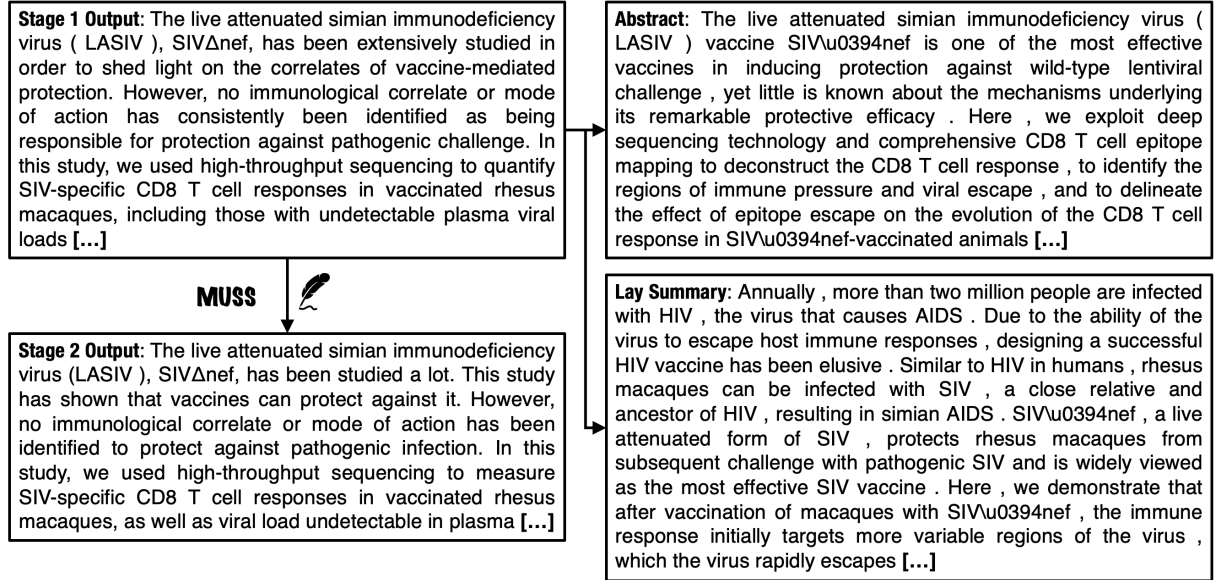 Stage 1 Output: The live attenuated simian immunodeficiency
virus ( LASIV ), SIVΔnef, has been extensively studied in
order to shed light on the correlates of vaccine-mediated
protection. However, no immunological correlate or mode
of action has consistently been identified as being
responsible for protection against pathogenic challenge. In
this study, we used high-throughput sequencing to quantify
SIV-specific CD8 T cell responses in vaccinated rhesus
macaques, including those with undetectable plasma viral
loads [...]
MUSS
Stage 2 Output: The live attenuated simian immunodeficiency
virus (LASIV ), SIVΔnef, has been studied a lot. This study
has shown that vaccines can protect against it. However,
no immunological correlate or mode of action has been
identified to protect against pathogenic infection. In this
study, we used high-throughput sequencing to measure
SIV-specific CD8 T cell responses in vaccinated rhesus
macaques, as well as viral load undetectable in plasma [...]
Abstract: The live attenuated simian immunodeficiency virus (
LASIV ) vaccine SIV\u0394nef is one of the most effective
vaccines in inducing protection against wild-type lentiviral
challenge , yet little is known about the mechanisms underlying
its remarkable protective efficacy . Here , we exploit deep
sequencing technology and comprehensive CD8 T cell epitope
mapping to deconstruct the CD8 T cell response , to identify the
regions of immune pressure and viral escape , and to delineate
the effect of epitope escape on the evolution of the CD8 T cell
response in SIV\u0394nef-vaccinated animals [...]
Lay Summary: Annually , more than two million people are infected
with HIV , the virus that causes AIDS . Due to the ability of the
virus to escape host immune responses , designing a successful
HIV vaccine has been elusive . Similar to HIV in humans , rhesus
macaques can be infected with SIV , a close relative and
ancestor of HIV , resulting in simian AIDS . SIV\u0394nef , a live
attenuated form of SIV , protects rhesus macaques from
subsequent challenge with pathogenic SIV and is widely viewed
as the most effective SIV vaccine . Here , we demonstrate that
after vaccination of macaques with SIV\u0394nef , the immune
response initially targets more variable regions of the virus ,
which the virus rapidly escapes [...]